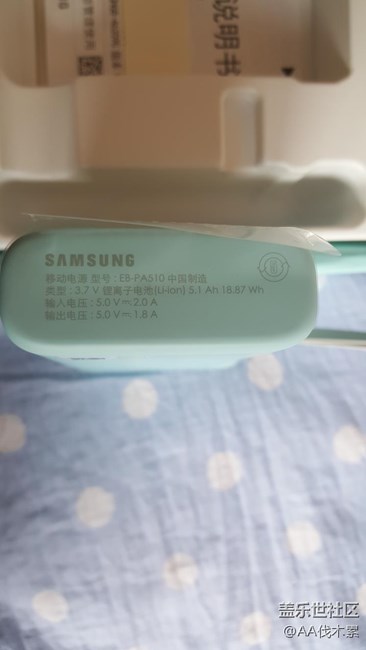 说明书
SAMSUNG
移动电源 型号 : EB-PA510 中国制造
类型 : 3.7 V 锂离子电池(Li-ion) 5.1 Ah 18.87 Wh
输入电压 : 5.0 V⎓2.0 A
输出电压 : 5.0 V⎓1.8 A
盖乐世社区
@AA伐木累